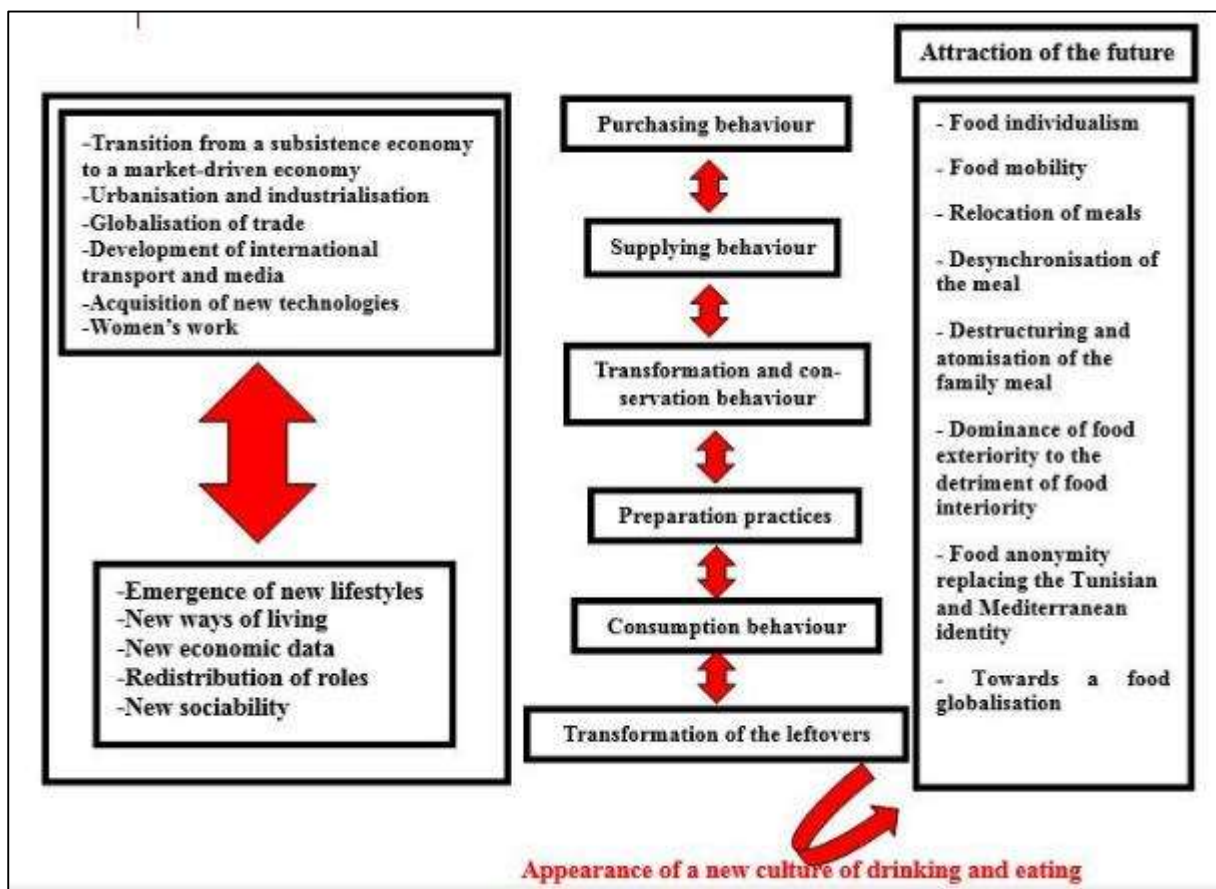 -Transition from a subsistence economy
to a market-driven economy
-Urbanisation and industrialisation
-Globalisation of trade
-Development of international
transport and media
-Acquisition of new technologies
-Women's work
-Emergence of new lifestyles
-New ways of living
-New economic data
-Redistribution of roles
-New sociability
Purchasing behaviour
Supplying behaviour
Transformation and con-
servation behaviour
Preparation practices
Consumption behaviour
Transformation of the leftovers
Attraction of the future
- Food individualism
- Food mobility
- Relocation of meals
- Desynchronisation of
the meal
- Destructuring and
atomisation of the
family meal
- Dominance of food
exteriority to the
detriment of food
interiority
- Food anonymity
replacing the Tunisian
and Mediterranean
identity
- Towards a food
globalisation
Appearance of a new culture of drinking and eating